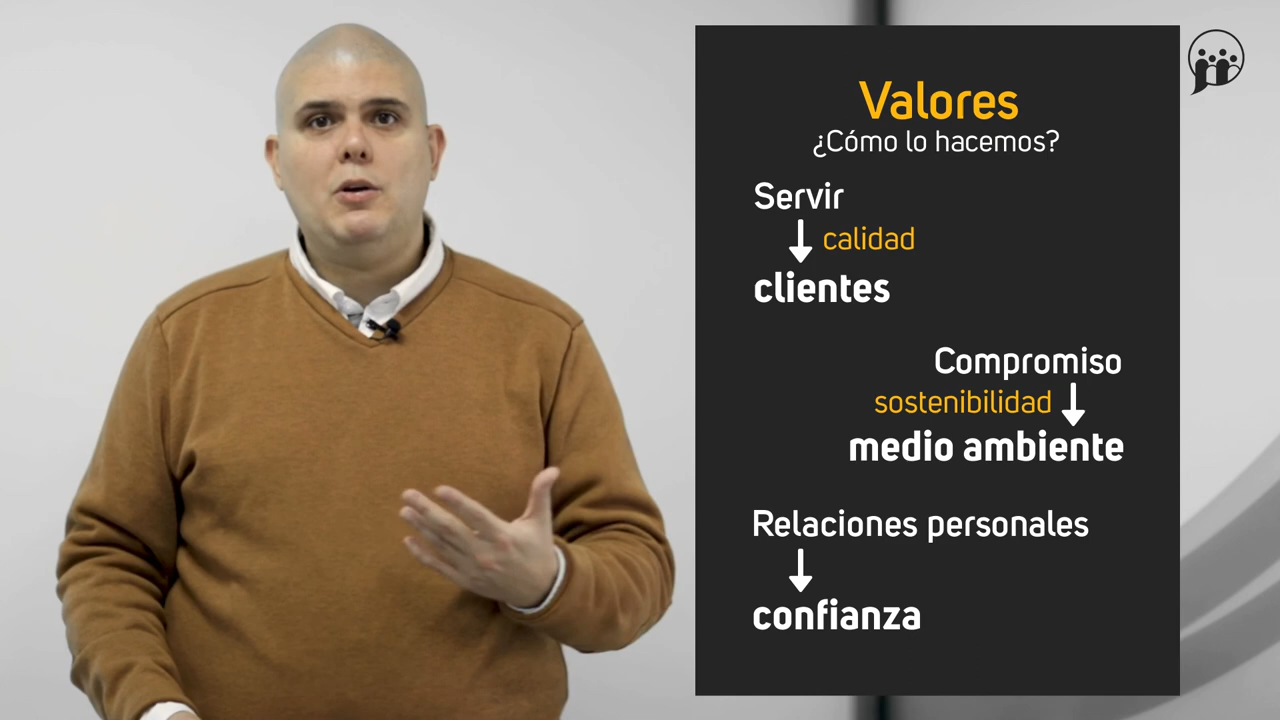 Valores
¿Cómo lo hacemos?
Servir
calidad
clientes
Compromiso
sostenibilidad
medio ambiente
Relaciones personales
confianza